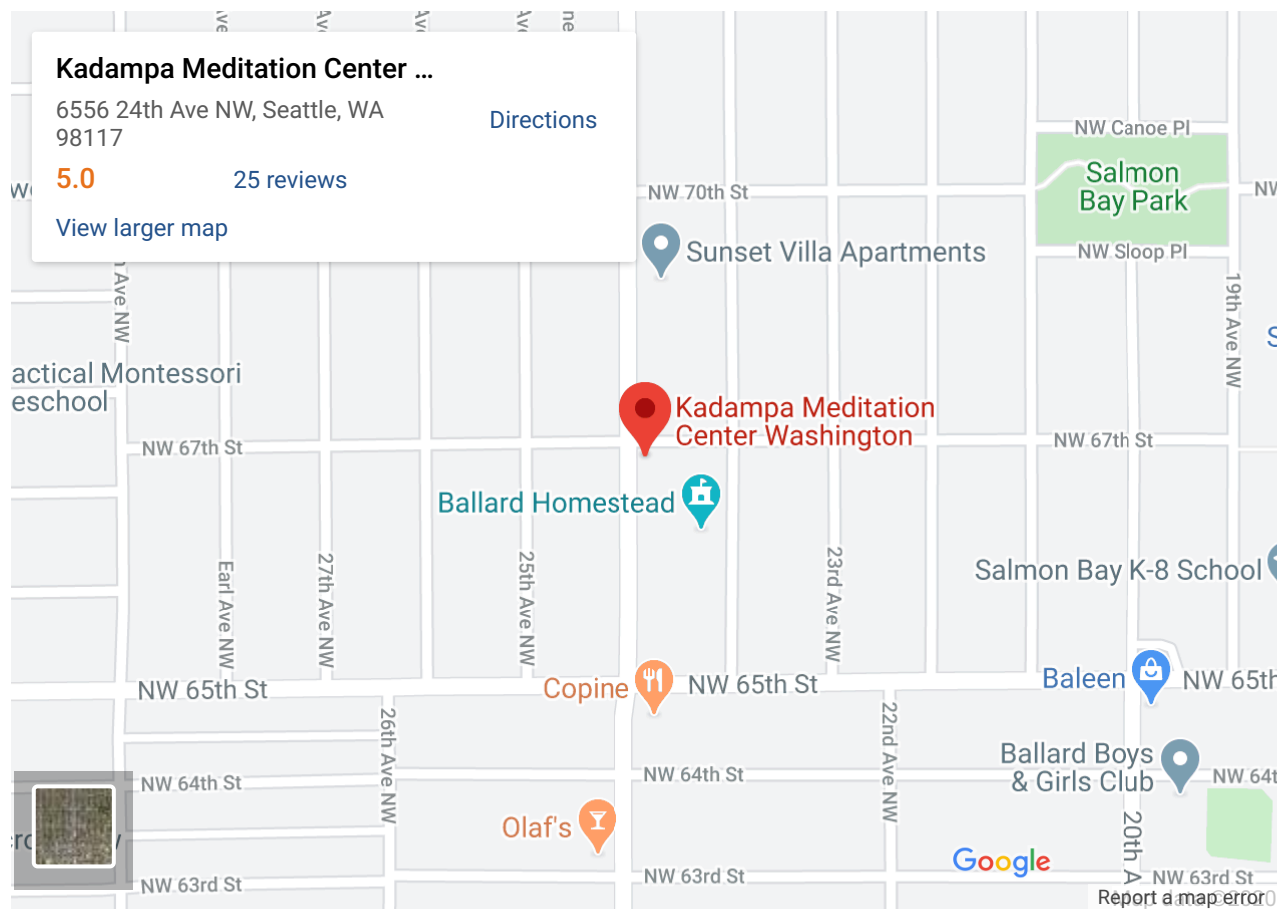 Kadampa Meditation Center ...
6556 24th Ave NW, Seattle, WA
98117
Directions
5.0
25 reviews
View larger map
NW Canoe Pl
Salmon
Bay Park
NW 70th St
NW Sloop Pl
Sunset Villa Apartments
Ave NW
19th Ave NW
actical Montessori
eschool
Kadampa Meditation
Center Washington
NW 67th St
NW 67th St
Ballard Homestead
Earl Ave NW
27th Ave NW
25th Ave NW
23rd Ave NW
Salmon Bay K-8 School
NW 65th St
Copine
NW 65th St
Baleen
NW 65th
26th Ave NW
22nd Ave NW
Ballard Boys
& Girls Club
NW 64th St
NW 64th St
NW 64t
Olaf's
20th A
Google
NW 63rd St
NW 63rd St
NW 63rd St
Report a map error